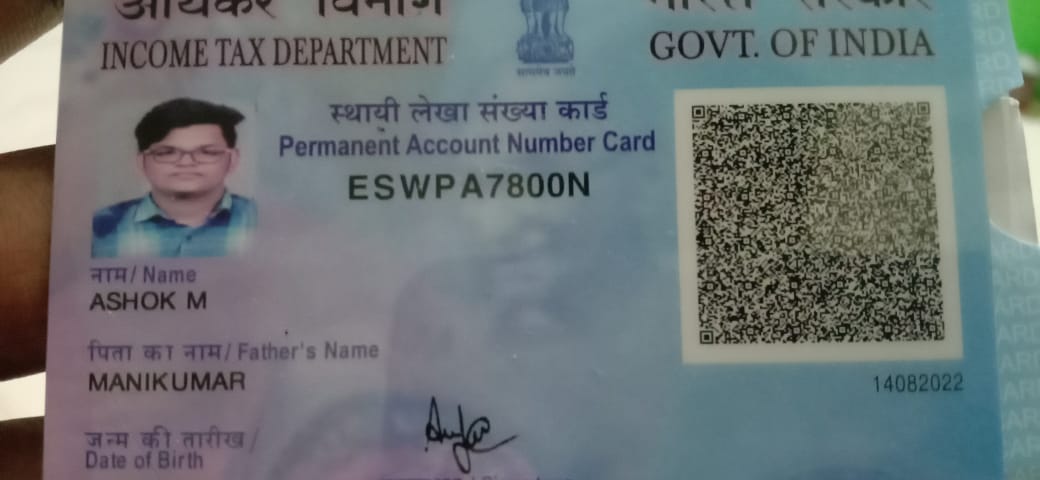 आयकर विभाग
INCOME TAX DEPARTMENT
सत्यमेव जयते
भारत सरकार
GOVT. OF INDIA
स्थायी लेखा संख्या कार्ड
Permanent Account Number Card
ESWPA7800N
नाम/ Name
ASHOK M
पिता का नाम/ Father's Name
MANIKUMAR
14082022
जन्म की तारीख/
Date of Birth